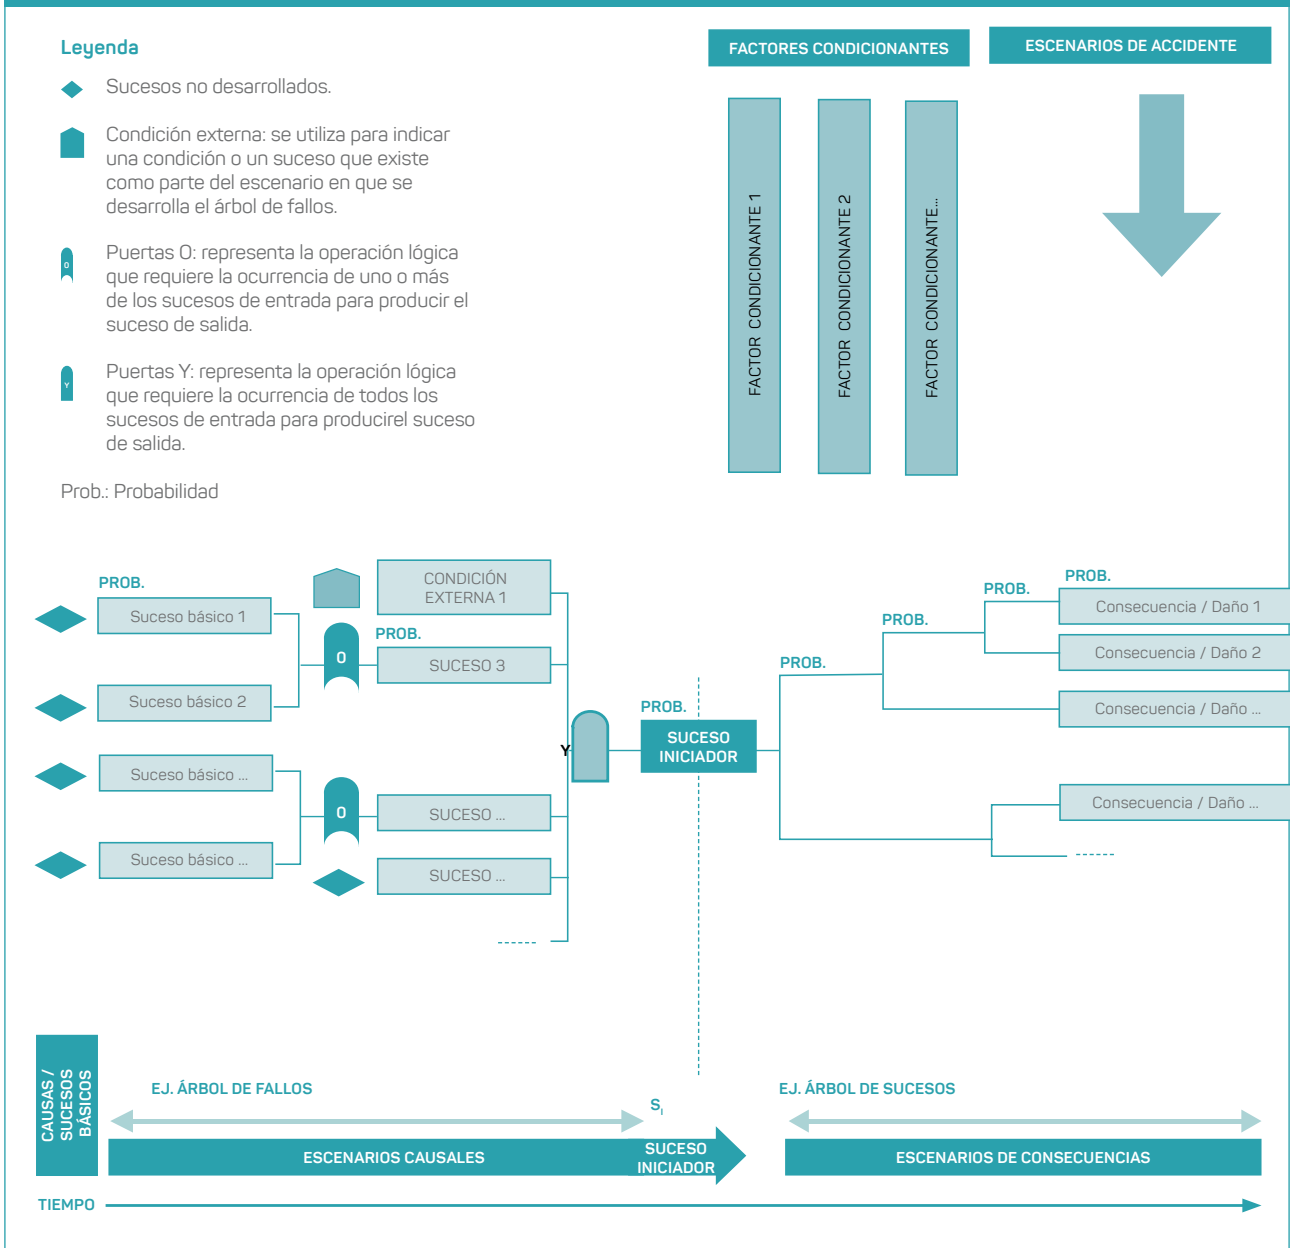 Leyenda
Sucesos no desarrollados.
Condición externa: se utiliza para indicar
una condición o un suceso que existe
como parte del escenario en que se
desarrolla el árbol de fallos.
O
Puertas O: representa la operación lógica
que requiere la ocurrencia de uno o más
de los sucesos de entrada para producir el
suceso de salida.
Y
Puertas Y: representa la operación lógica
que requiere la ocurrencia de todos los
sucesos de entrada para producirel suceso
de salida.
Prob.: Probabilidad
FACTORES CONDICIONANTES
ESCENARIOS DE ACCIDENTE
FACTOR CONDICIONANTE 1
FACTOR CONDICIONANTE 2
FACTOR CONDICIONANTE...
PROB.
Suceso básico 1
Suceso básico 2
Suceso básico ...
Suceso básico ...
O
O
CONDICIÓN
EXTERNA 1
PROB.
SUCESO 3
SUCESO ...
SUCESO ...
Y
PROB.
SUCESO
INICIADOR
PROB.
PROB.
PROB.
PROB.
Consecuencia / Daño 1
Consecuencia / Daño 2
Consecuencia / Daño ...
Consecuencia / Daño ...
CAUSAS /
SUCESOS
BÁSICOS
EJ. ÁRBOL DE FALLOS
SI
EJ. ÁRBOL DE SUCESOS
ESCENARIOS CAUSALES
SUCESO
INICIADOR
ESCENARIOS DE CONSECUENCIAS
TIEMPO